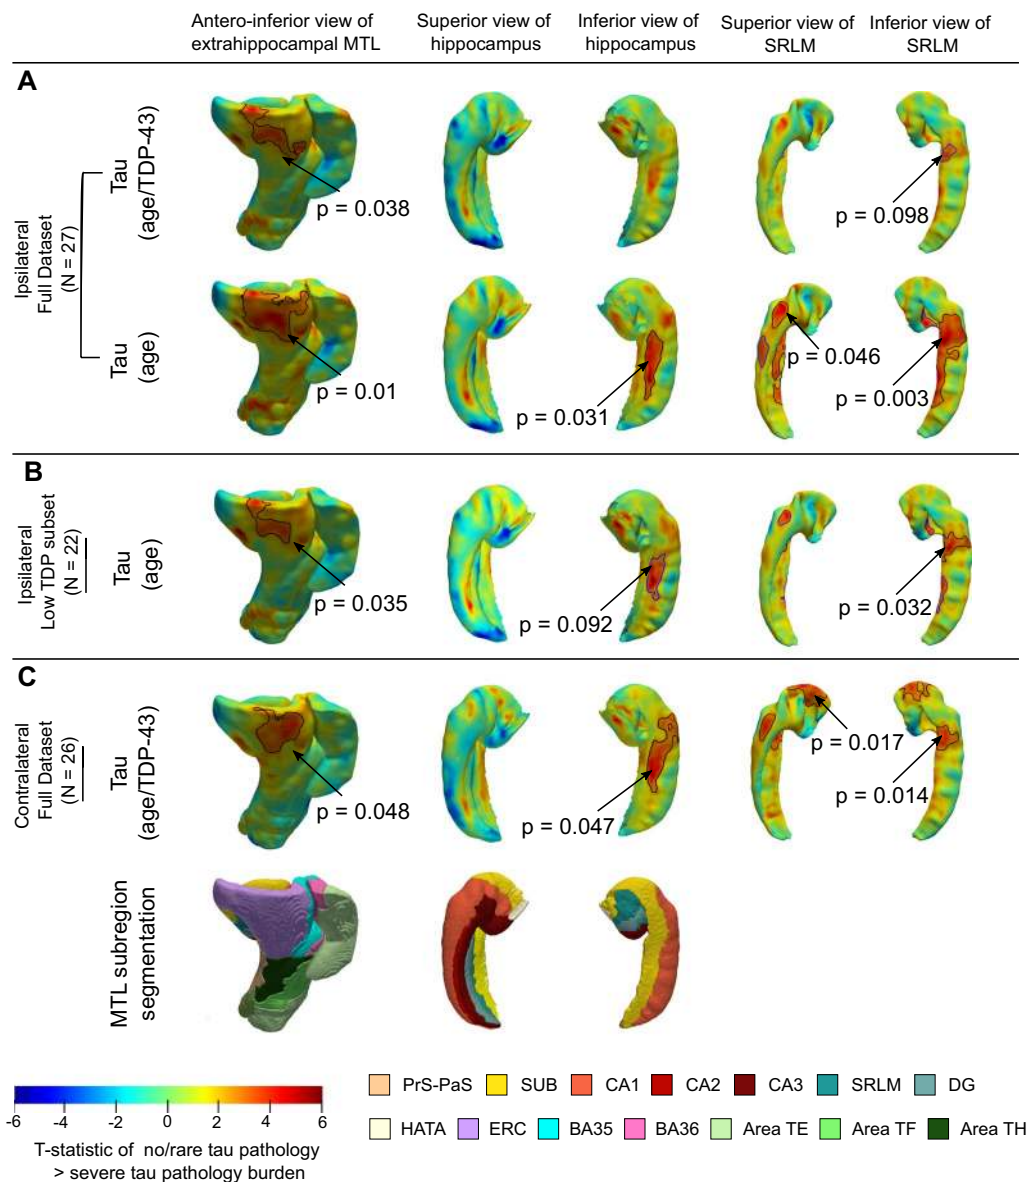 Antero-inferior view of
extrahippocampal MTL
Superior view of
hippocampus
Inferior view of
hippocampus
Superior view of
SRLM
Inferior view of
SRLM
A
Ipsilateral
Full Dataset
(N = 27)
Tau
(age/TDP-43)
p = 0.038
p = 0.098
Tau
(age)
p = 0.01
p = 0.031
p = 0.046
p = 0.003
B
Ipsilateral
Low TDP subset
(N = 22)
Tau
(age)
p = 0.035
p = 0.092
p = 0.032
C
Contralateral
Full Dataset
(N = 26)
Tau
(age/TDP-43)
p = 0.048
p = 0.047
p = 0.017
p = 0.014
MTL subregion
segmentation
-6 -4 -2 0 2 4 6
T-statistic of no/rare tau pathology
> severe tau pathology burden
PrS-PaS SUB CA1 CA2 CA3 SRLM DG
HATA ERC BA35 BA36 Area TE Area TF Area TH